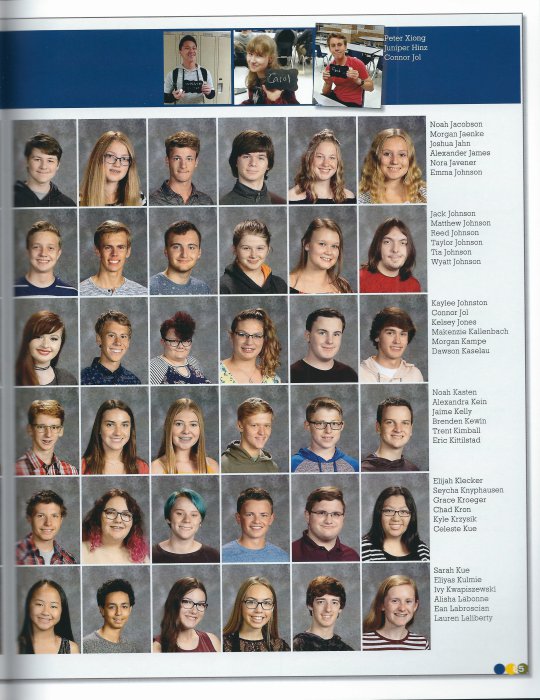 Peter Xiong
Juniper Hinz
Connor Jol
Carol
Noah Jacobson
Morgan Jaenke
Joshua Jahn
Alexander James
Nora Javener
Emma Johnson
Jack Johnson
Matthew Johnson
Reed Johnson
Taylor Johnson
Tia Johnson
Wyatt Johnson
Kaylee Johnston
Connor Jol
Kelsey Jones
Makenzie Kallenbach
Morgan Kampe
Dawson Kaselau
Noah Kasten
Alexandra Kein
Jaime Kelly
Brenden Kewin
Trent Kimball
Eric Kittilstad
Elijah Klecker
Seycha Knyphausen
Grace Kroeger
Chad Kron
Kyle Krzysik
Celeste Kue
Sarah Kue
Eliyas Kulmie
Ivy Kwapiszewski
Alisha Labonne
Ean Labroscian
Lauren Laliberty